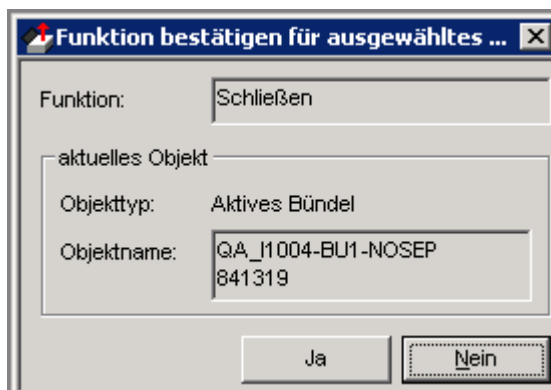 Funktion bestätigen für ausgewähltes ...
Funktion: Schließen
aktuelles Objekt
Objekttyp: Aktives Bündel
Objektname: QA_I1004-BU1-NOSEP
841319
Ja Nein